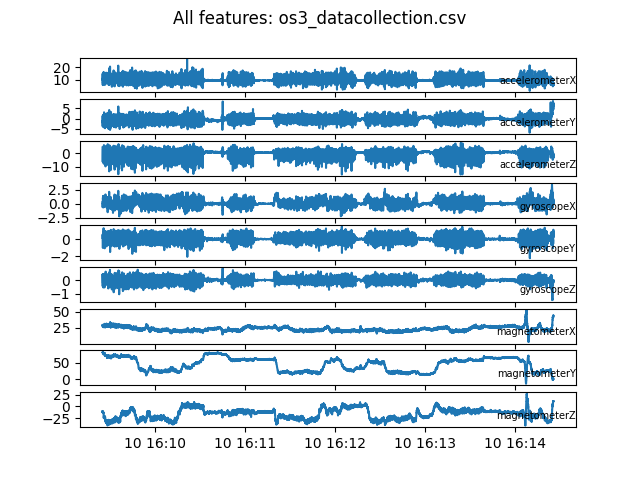 All features: os3_datacollection.csv
20
10
accelerometerX
5
0
−5
accelerometerY
0
−10
accelerometerZ
2.5
0.0
−2.5
gyroscopeX
0
−2
gyroscopeY
0
−1
gyroscopeZ
50
25
magnetometerX
50
0
magnetometerY
25
0
−25
magnetometerZ
10 16:10 10 16:11 10 16:12 10 16:13 10 16:14